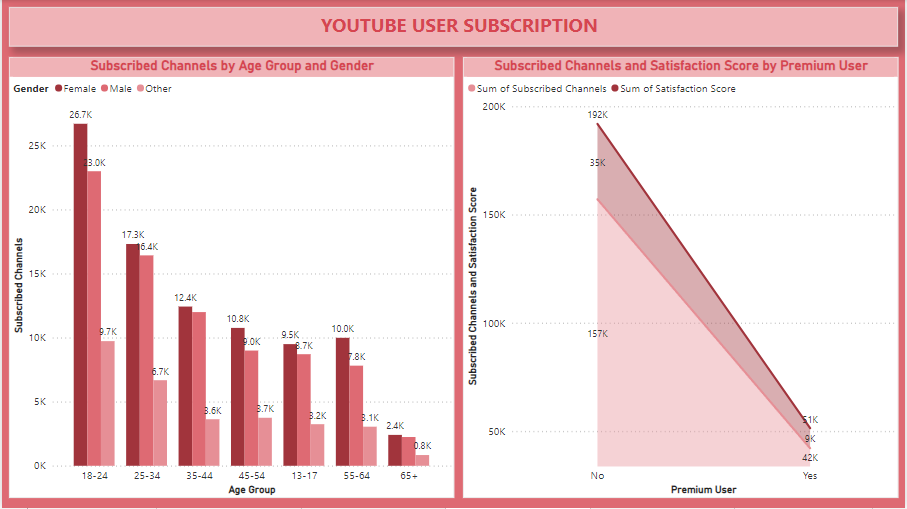 YOUTUBE USER SUBSCRIPTION
Subscribed Channels by Age Group and Gender
Gender Female Male Other
26.7K
23.0K
9.7K
17.3K
16.4K
6.7K
12.4K
3.6K
10.8K
9.0K
3.7K
9.5K
8.7K
3.2K
10.0K
7.8K
3.1K
2.4K
0.8K
25K
20K
15K
10K
5K
0K
Subscribed Channels
18-24 25-34 35-44 45-54 13-17 55-64 65+
Age Group
Subscribed Channels and Satisfaction Score by Premium User
Sum of Subscribed Channels Sum of Satisfaction Score
200K
150K
100K
50K
Subscribed Channels and Satisfaction Score
192K
35K
157K
51K
9K
42K
No Yes
Premium User